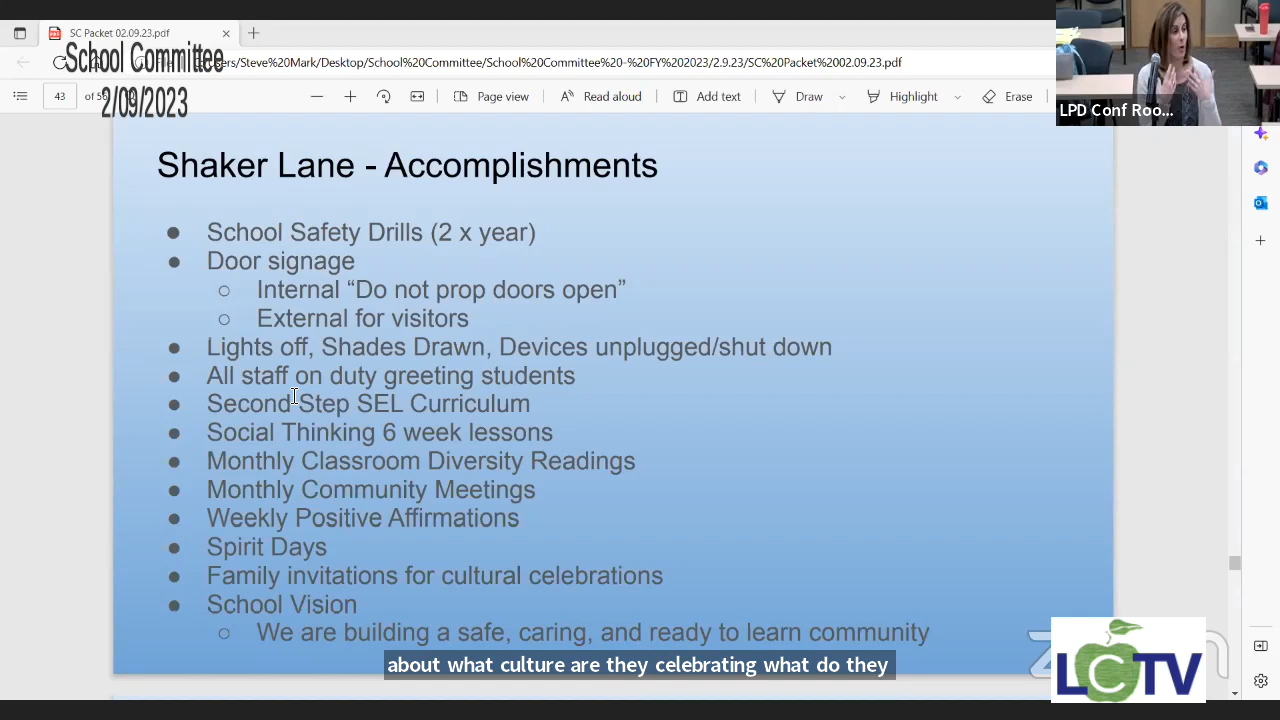 SC Packet 02.09.23.pdf
School Committee
2/09/2023
ers/Steve%20Mark/Desktop/School%20Committee/School%20Committee%20-%20FY%202023/2.9.23/SC%20Packet%2002.09.23.pdf
43
Page view
Read aloud
Add text
Draw
Highlight
Erase
LPD Conf Roo...
Shaker Lane - Accomplishments
● School Safety Drills (2 x year)
● Door signage
○ Internal “Do not prop doors open”
○ External for visitors
● Lights off, Shades Drawn, Devices unplugged/shut down
● All staff on duty greeting students
● Second Step SEL Curriculum
● Social Thinking 6 week lessons
● Monthly Classroom Diversity Readings
● Monthly Community Meetings
● Weekly Positive Affirmations
● Spirit Days
● Family invitations for cultural celebrations
● School Vision
○ We are building a safe, caring, and ready to learn community
about what culture are they celebrating what do they
LCTV